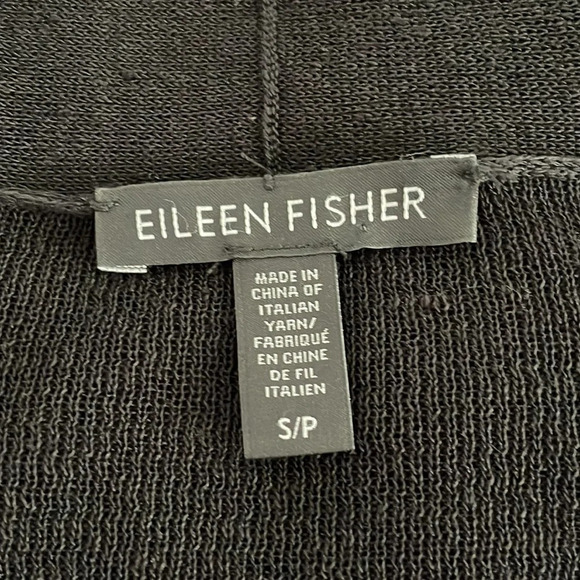 EILEEN FISHER
MADE IN
CHINA OF
ITALIAN
YARN/
FABRIQUÉ
EN CHINE
DE FIL
ITALIEN
S/P